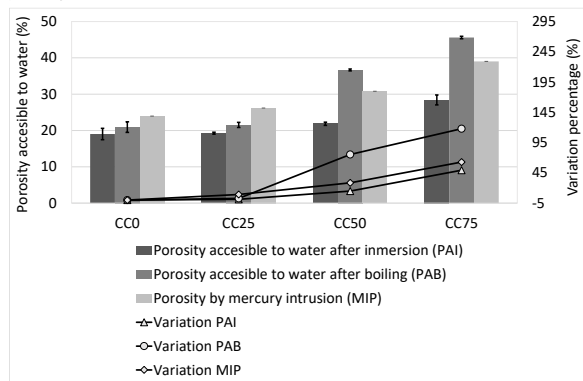 Porosity accesible to water (%)
50
40
30
20
10
0
CC0 CC25 CC50 CC75
295
245
195
145
95
45
-5
Variation percentage (%)
Porosity accesible to water after inmersion (PAI)
Porosity accesible to water after boiling (PAB)
Porosity by mercury intrusion (MIP)
Variation PAI
Variation PAB
Variation MIP